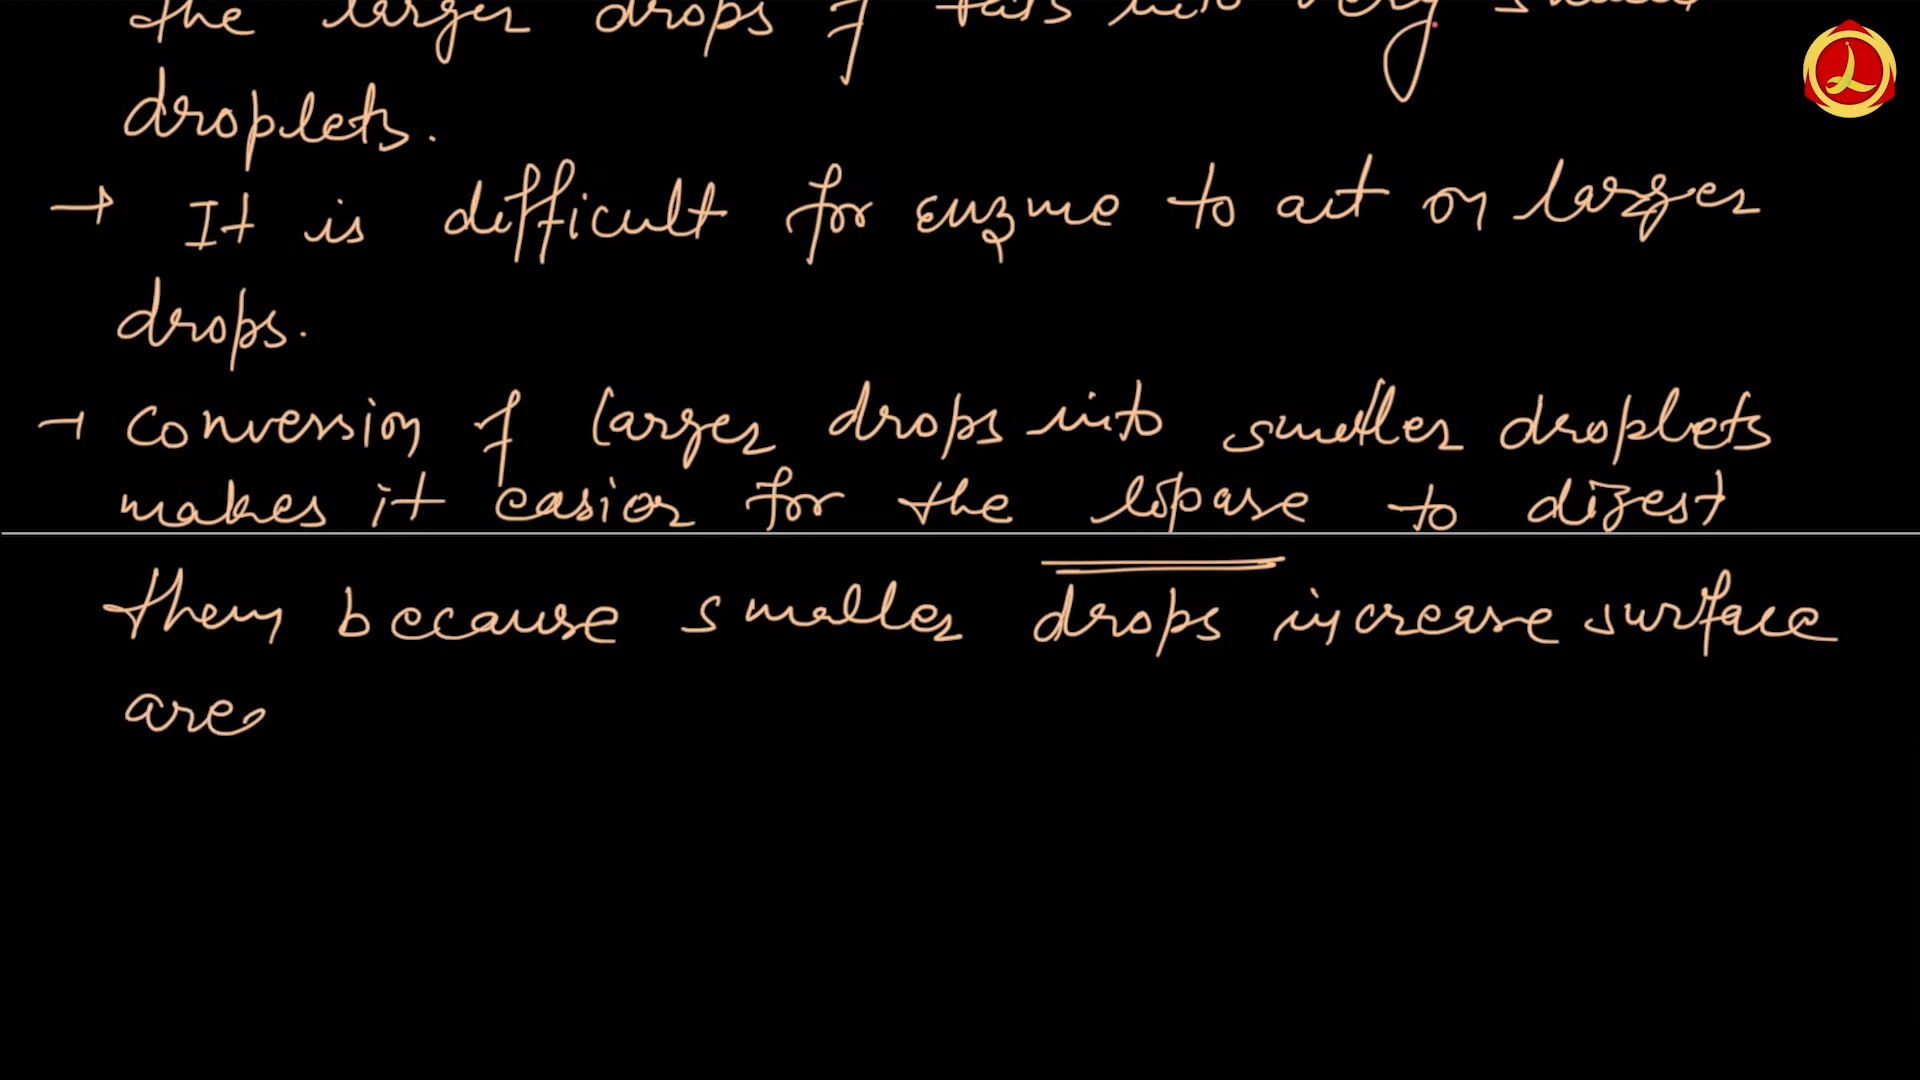 the larger drops of fats into very small
droplets.
→ It is difficult for enzyme to act on larger
drops.
→ conversion of larger drops into smaller droplets
makes it easier for the lipase to digest
them because smaller drops increase surface
are